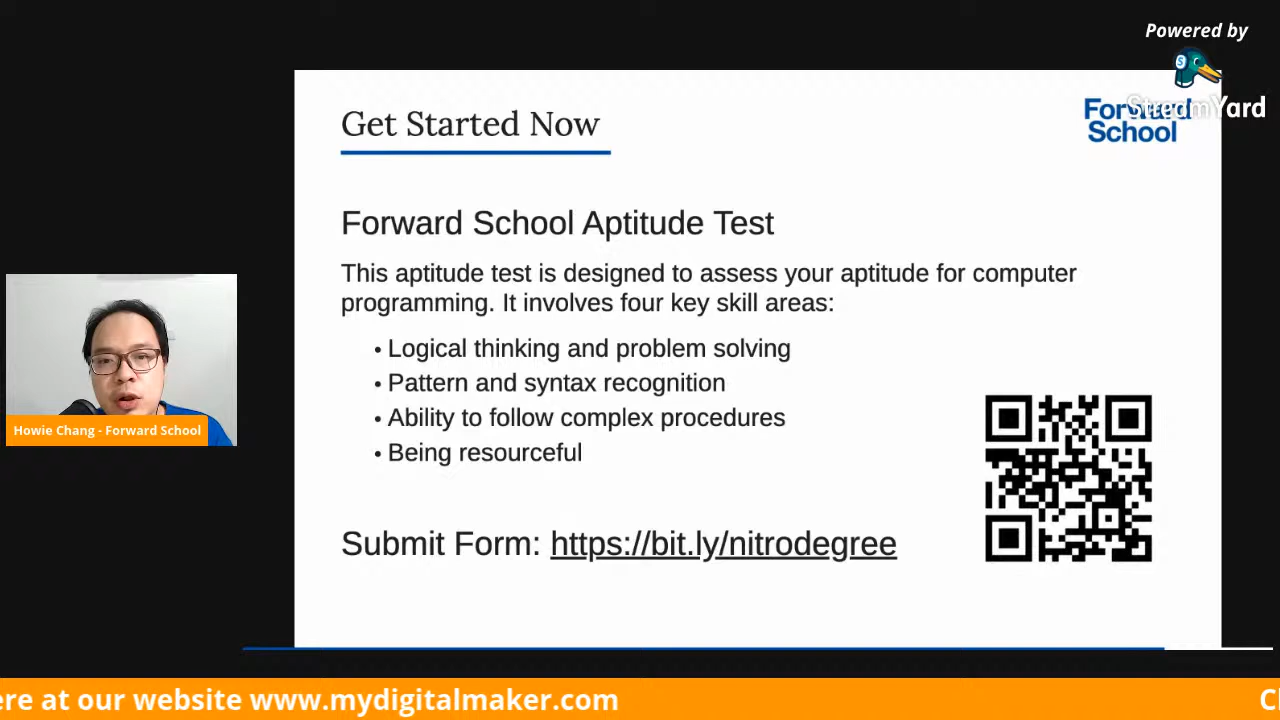 Powered by
StreamYard
Get Started Now
Forward
School
Forward School Aptitude Test
This aptitude test is designed to assess your aptitude for computer
programming. It involves four key skill areas:
• Logical thinking and problem solving
• Pattern and syntax recognition
• Ability to follow complex procedures
• Being resourceful
Howie Chang - Forward School
Submit Form: https://bit.ly/nitrodegree
ere at our website www.mydigitalmaker.com